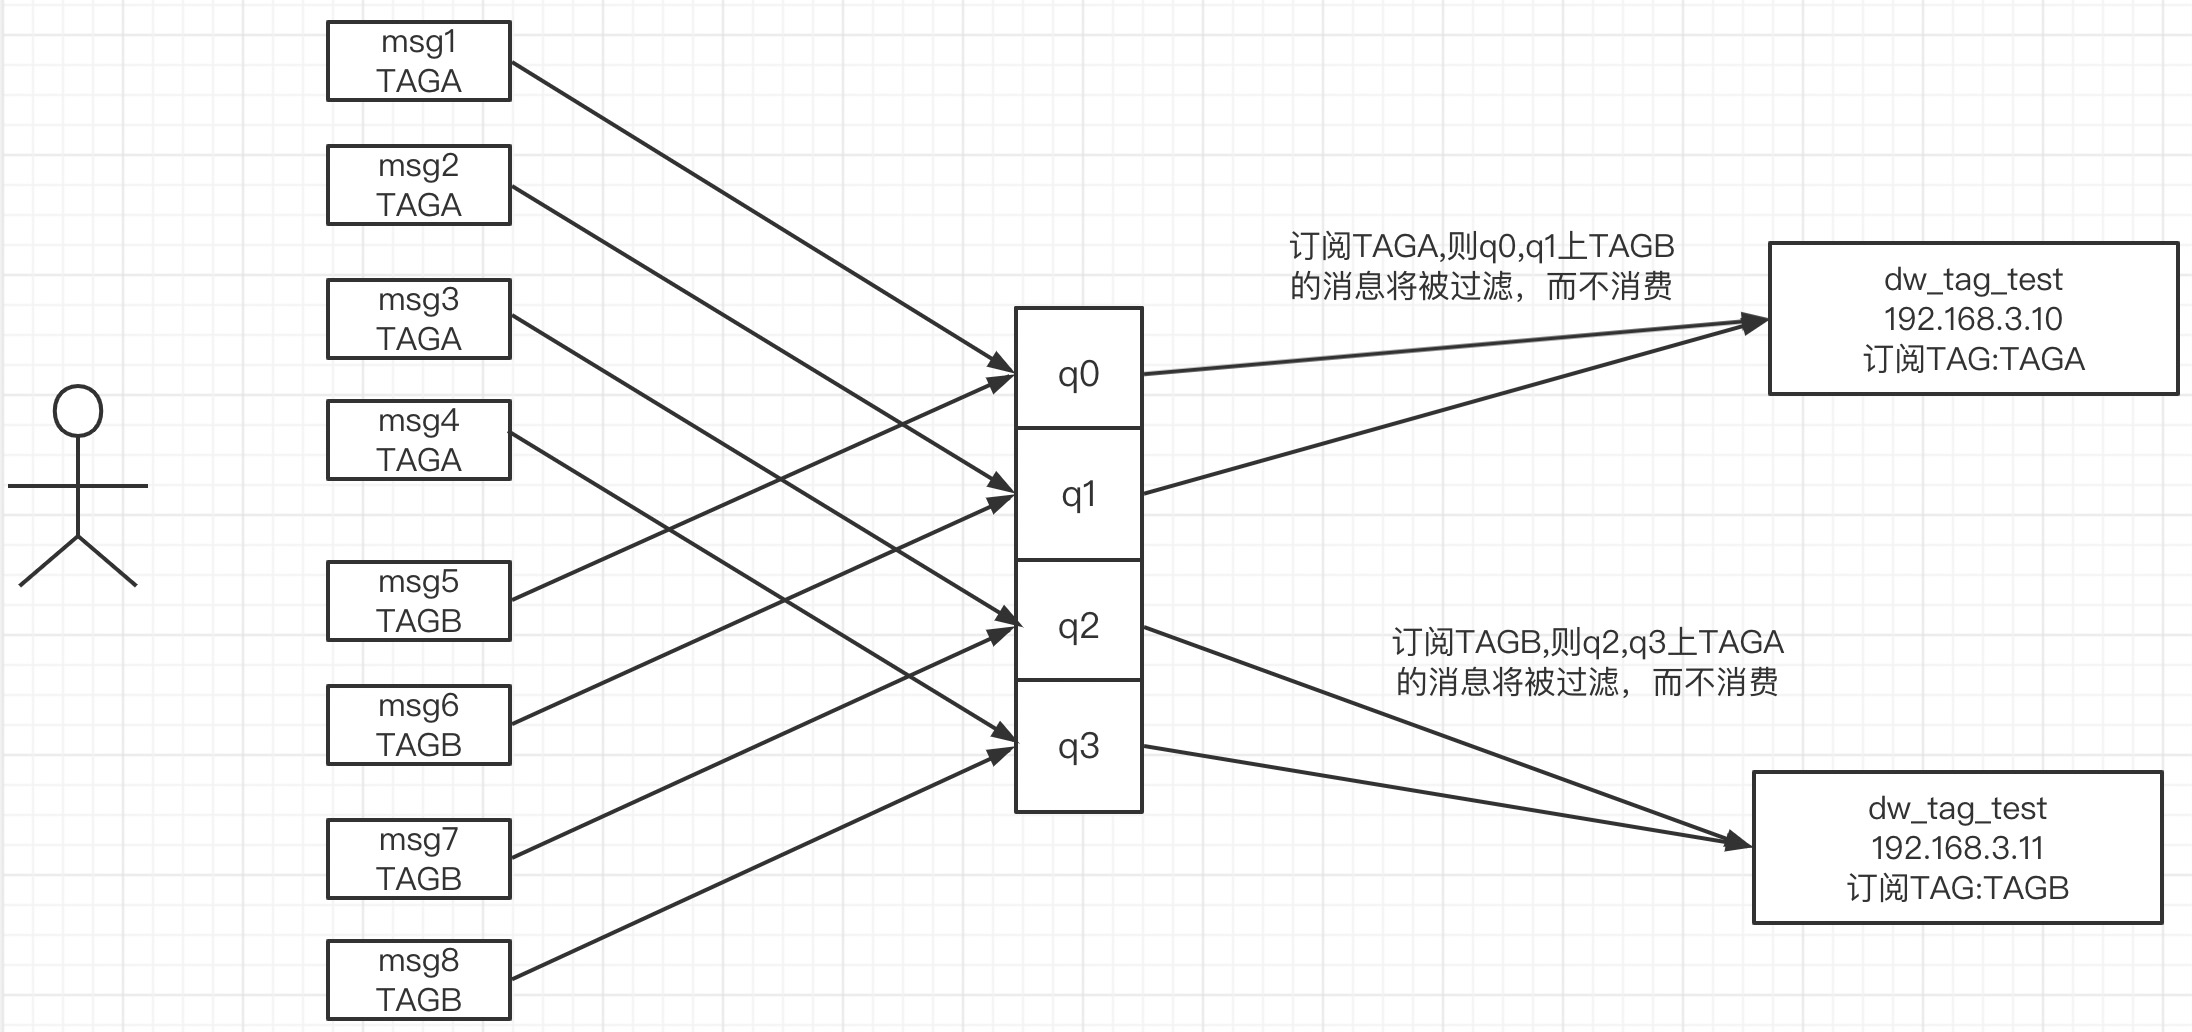 msg1
TAGA
msg2
TAGA
msg3
TAGA
msg4
TAGA
msg5
TAGB
msg6
TAGB
msg7
TAGB
msg8
TAGB
q0
q1
q2
q3
订阅TAGA,则q0,q1上TAGB
的消息将被过滤，而不消费
dw_tag_test
192.168.3.10
订阅TAG:TAGA
订阅TAGB,则q2,q3上TAGA
的消息将被过滤，而不消费
dw_tag_test
192.168.3.11
订阅TAG:TAGB